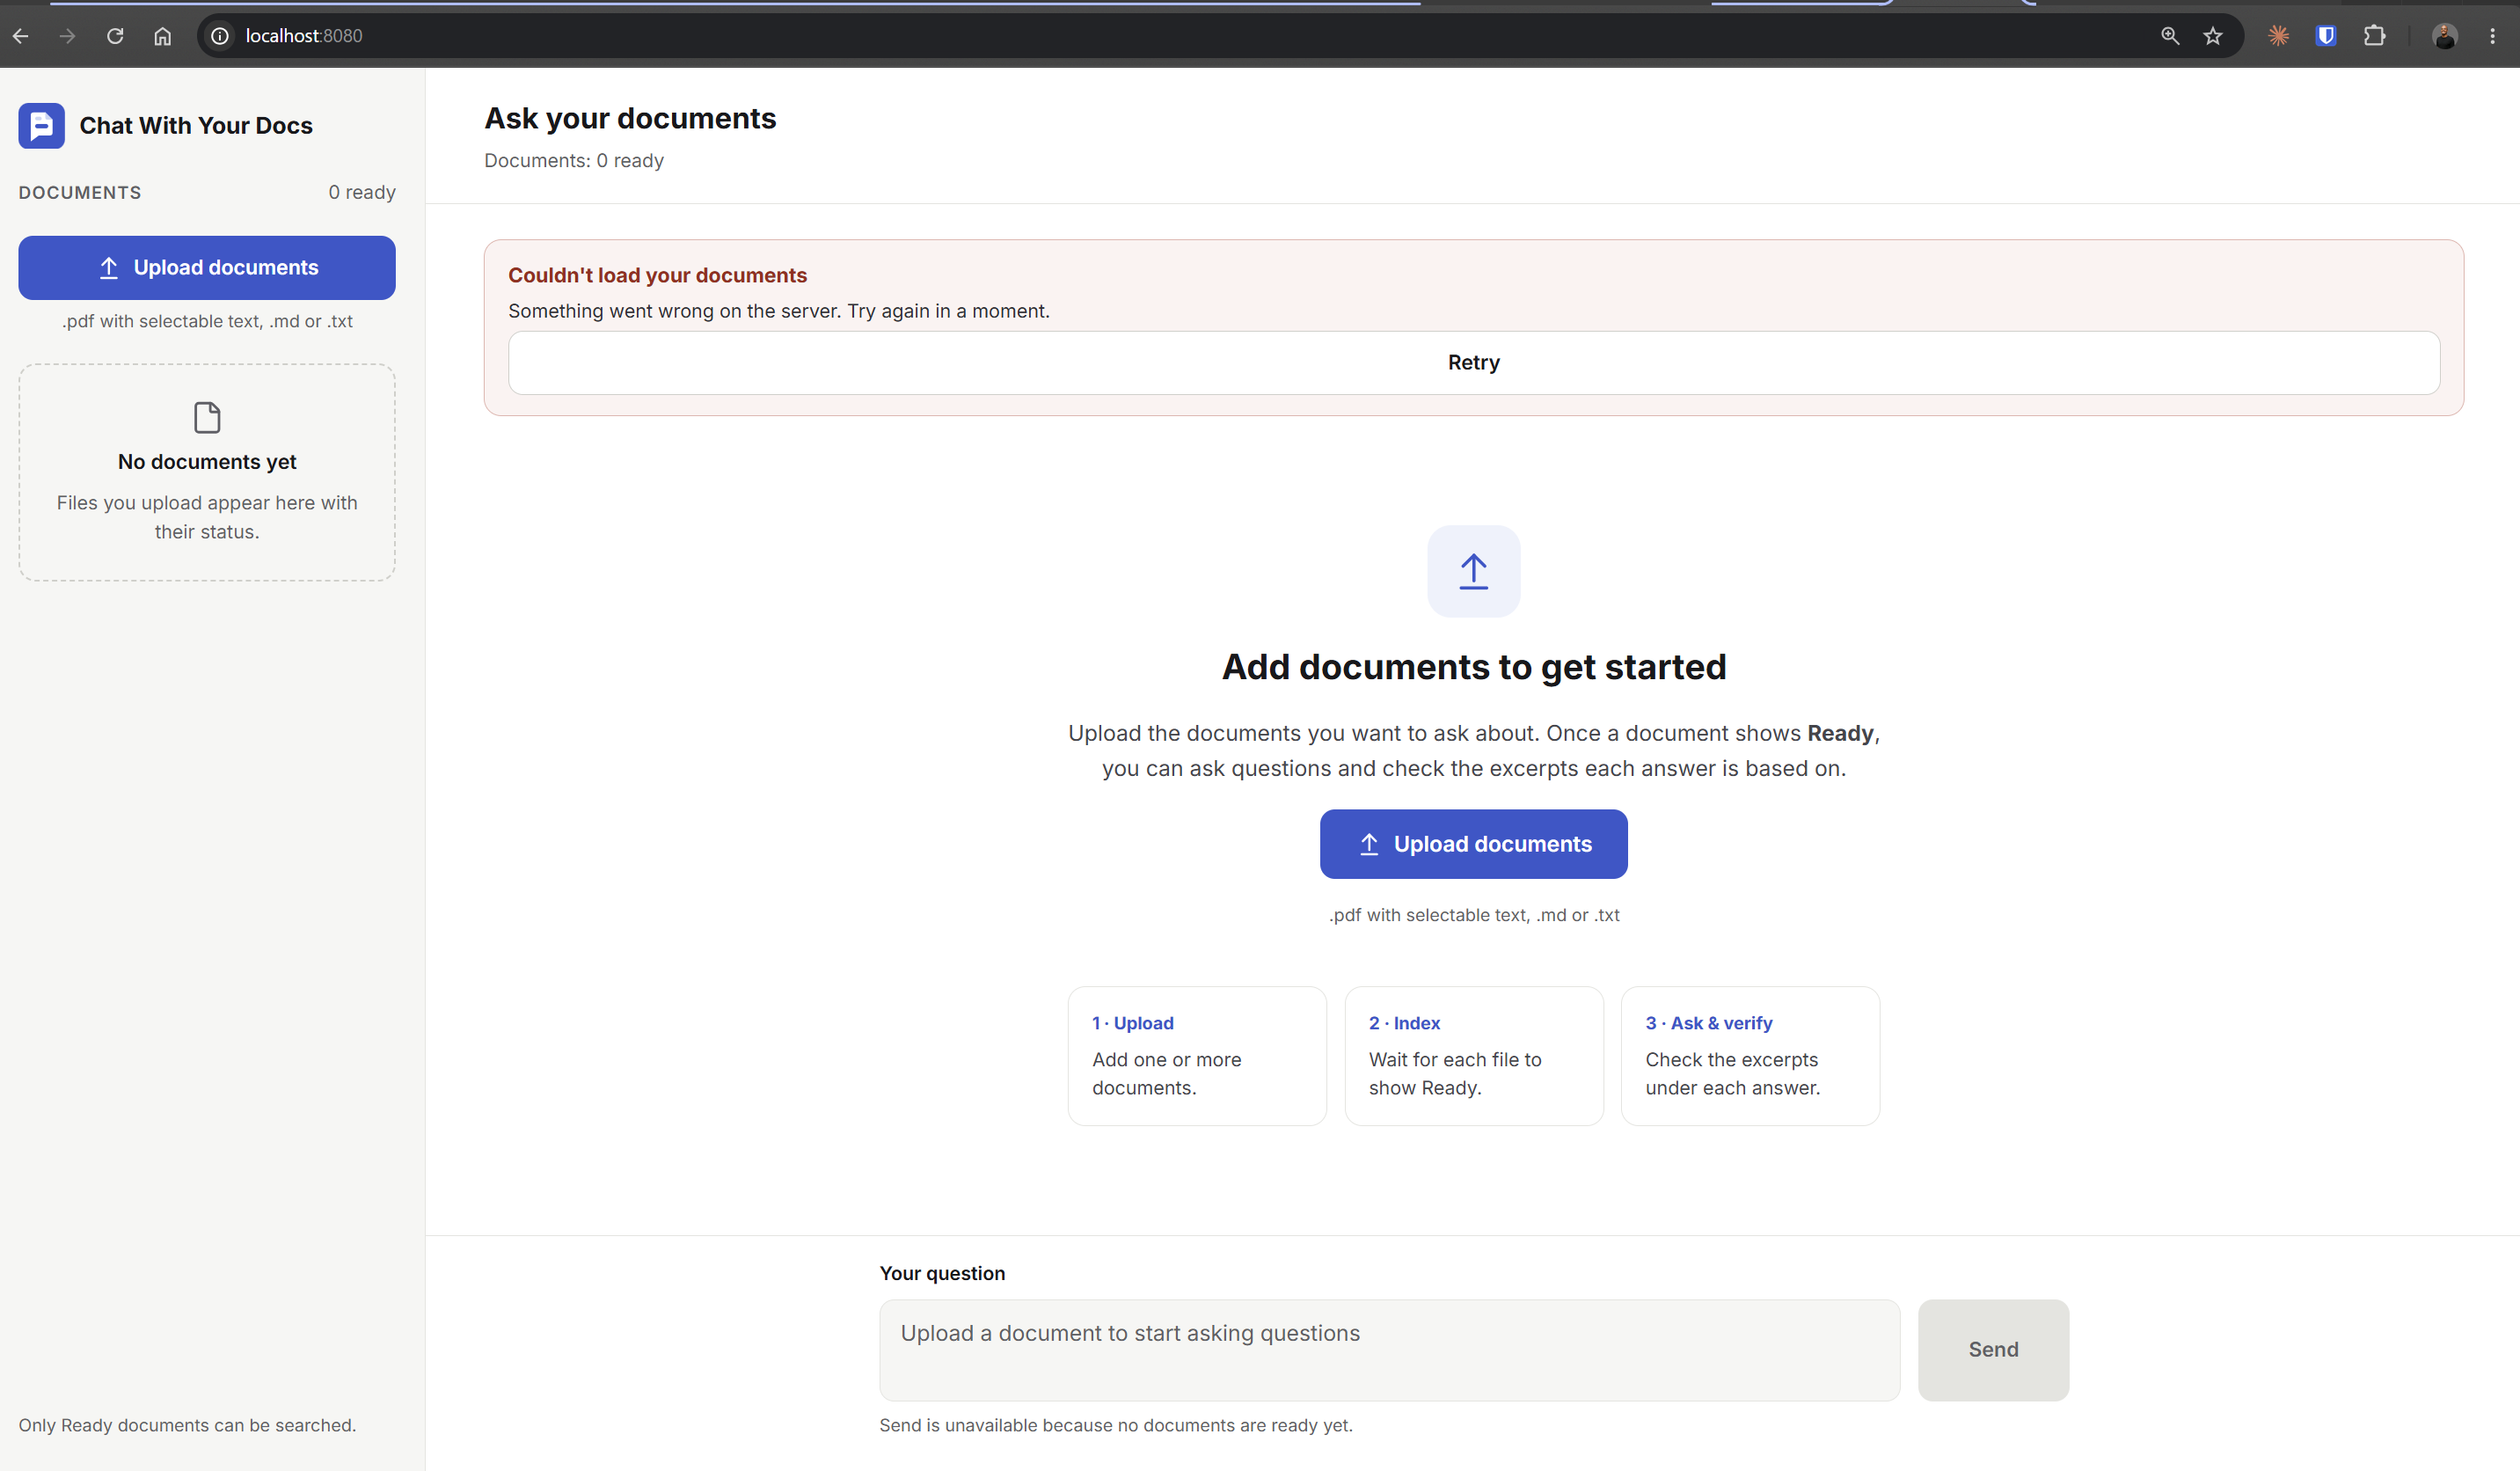 localhost:8080
Chat With Your Docs
DOCUMENTS
0 ready
Upload documents
.pdf with selectable text, .md or .txt
No documents yet
Files you upload appear here with
their status.
Only Ready documents can be searched.
Ask your documents
Documents: 0 ready
Couldn't load your documents
Something went wrong on the server. Try again in a moment.
Retry
Add documents to get started
Upload the documents you want to ask about. Once a document shows Ready,
you can ask questions and check the excerpts each answer is based on.
Upload documents
.pdf with selectable text, .md or .txt
1 · Upload
Add one or more
documents.
2 · Index
Wait for each file to
show Ready.
3 · Ask & verify
Check the excerpts
under each answer.
Your question
Upload a document to start asking questions
Send
Send is unavailable because no documents are ready yet.